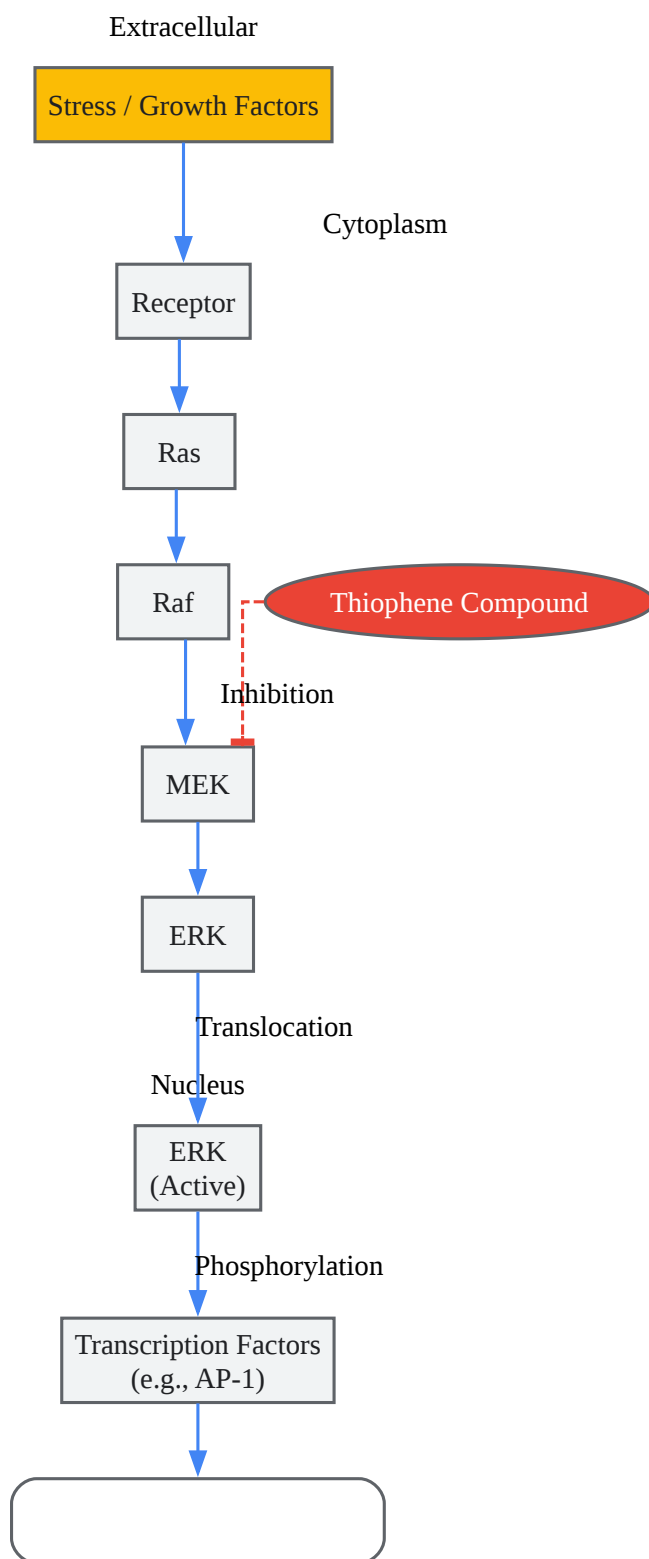 Extracellular
Stress / Growth Factors
Cytoplasm
Receptor
Ras
Raf
Thiophene Compound
Inhibition
MEK
ERK
Translocation
Nucleus
ERK
(Active)
Phosphorylation
Transcription Factors
(e.g., AP-1)